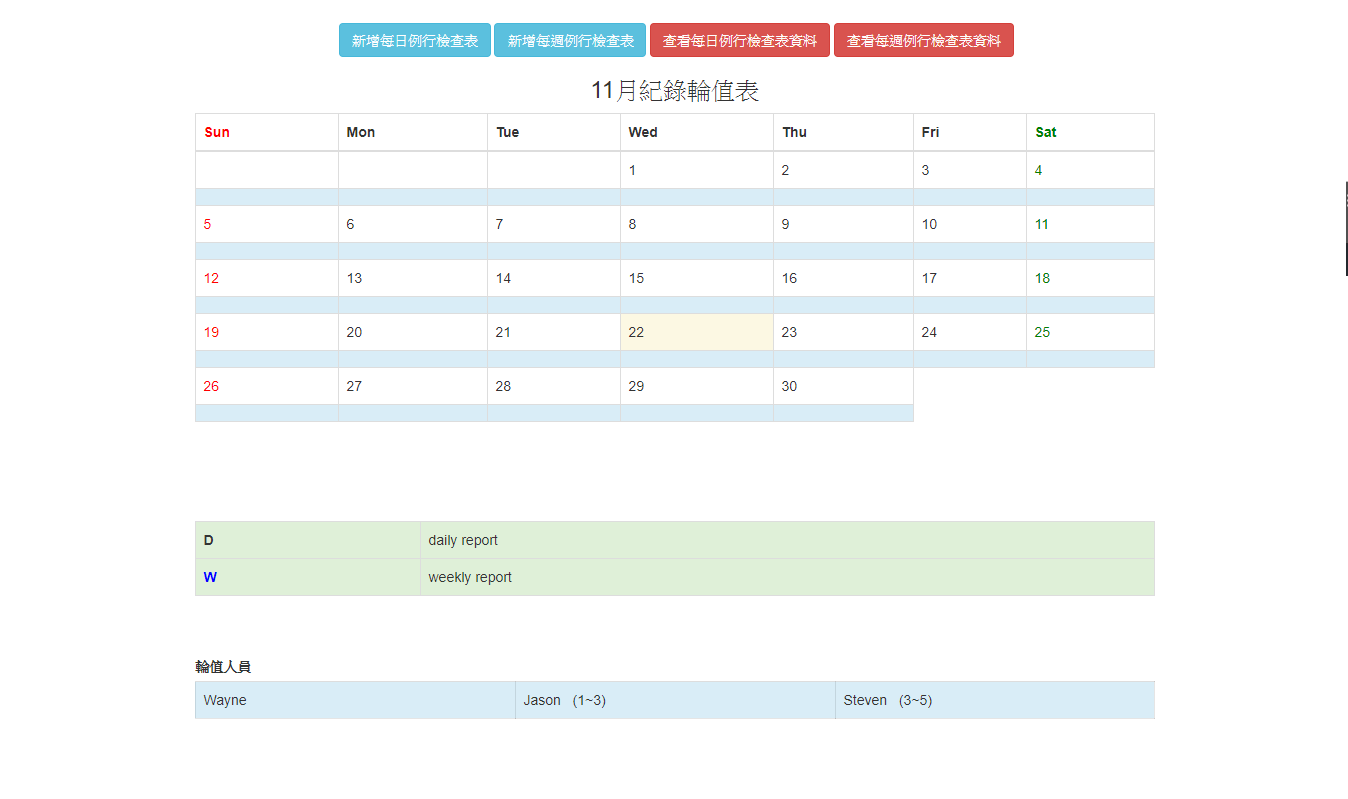 新增每日例行檢查表 新增每週例行檢查表 查看每日例行檢查表資料 查看每週例行檢查表資料
11月紀錄輪值表
Sun Mon Tue Wed Thu Fri Sat
1 2 3 4
5 6 7 8 9 10 11
12 13 14 15 16 17 18
19 20 21 22 23 24 25
26 27 28 29 30
D daily report
W weekly report
輪值人員
Wayne Jason (1~3) Steven (3~5)